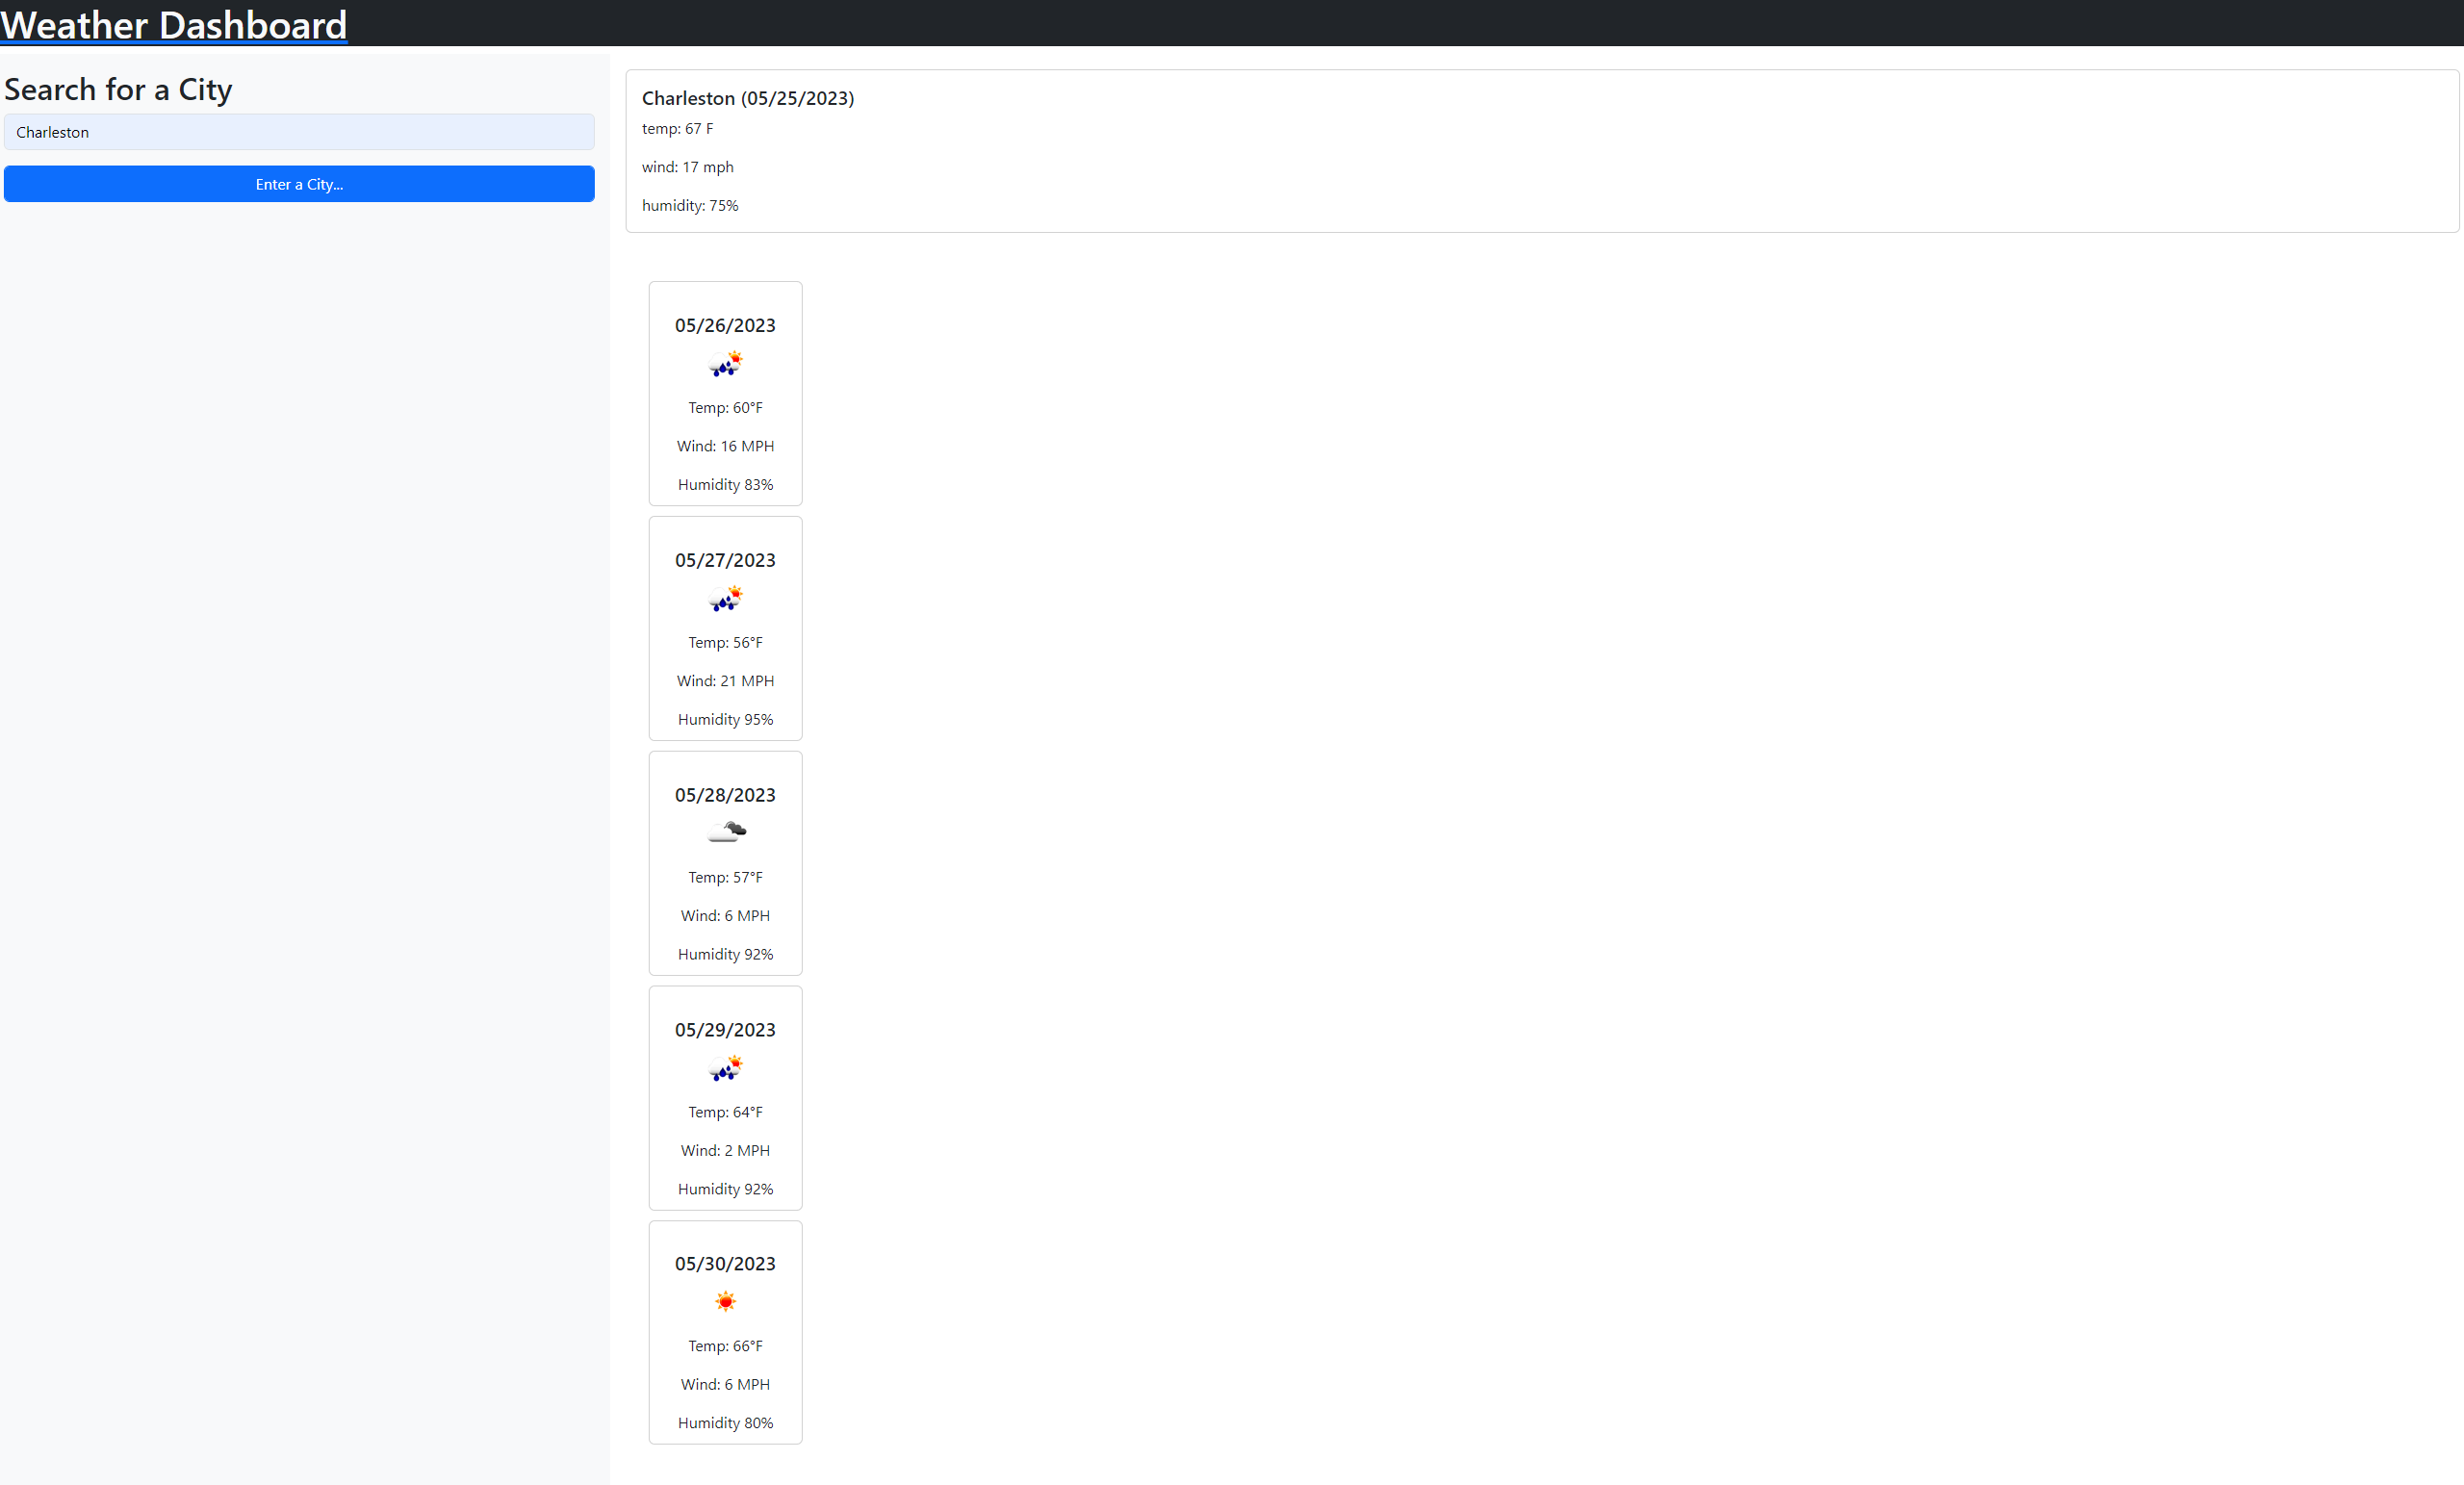 Weather Dashboard
Search for a City
Charleston
Enter a City...
Charleston (05/25/2023)
temp: 67 F
wind: 17 mph
humidity: 75%
05/26/2023
Temp: 60°F
Wind: 16 MPH
Humidity 83%
05/27/2023
Temp: 56°F
Wind: 21 MPH
Humidity 95%
05/28/2023
Temp: 57°F
Wind: 6 MPH
Humidity 92%
05/29/2023
Temp: 64°F
Wind: 2 MPH
Humidity 92%
05/30/2023
Temp: 66°F
Wind: 6 MPH
Humidity 80%